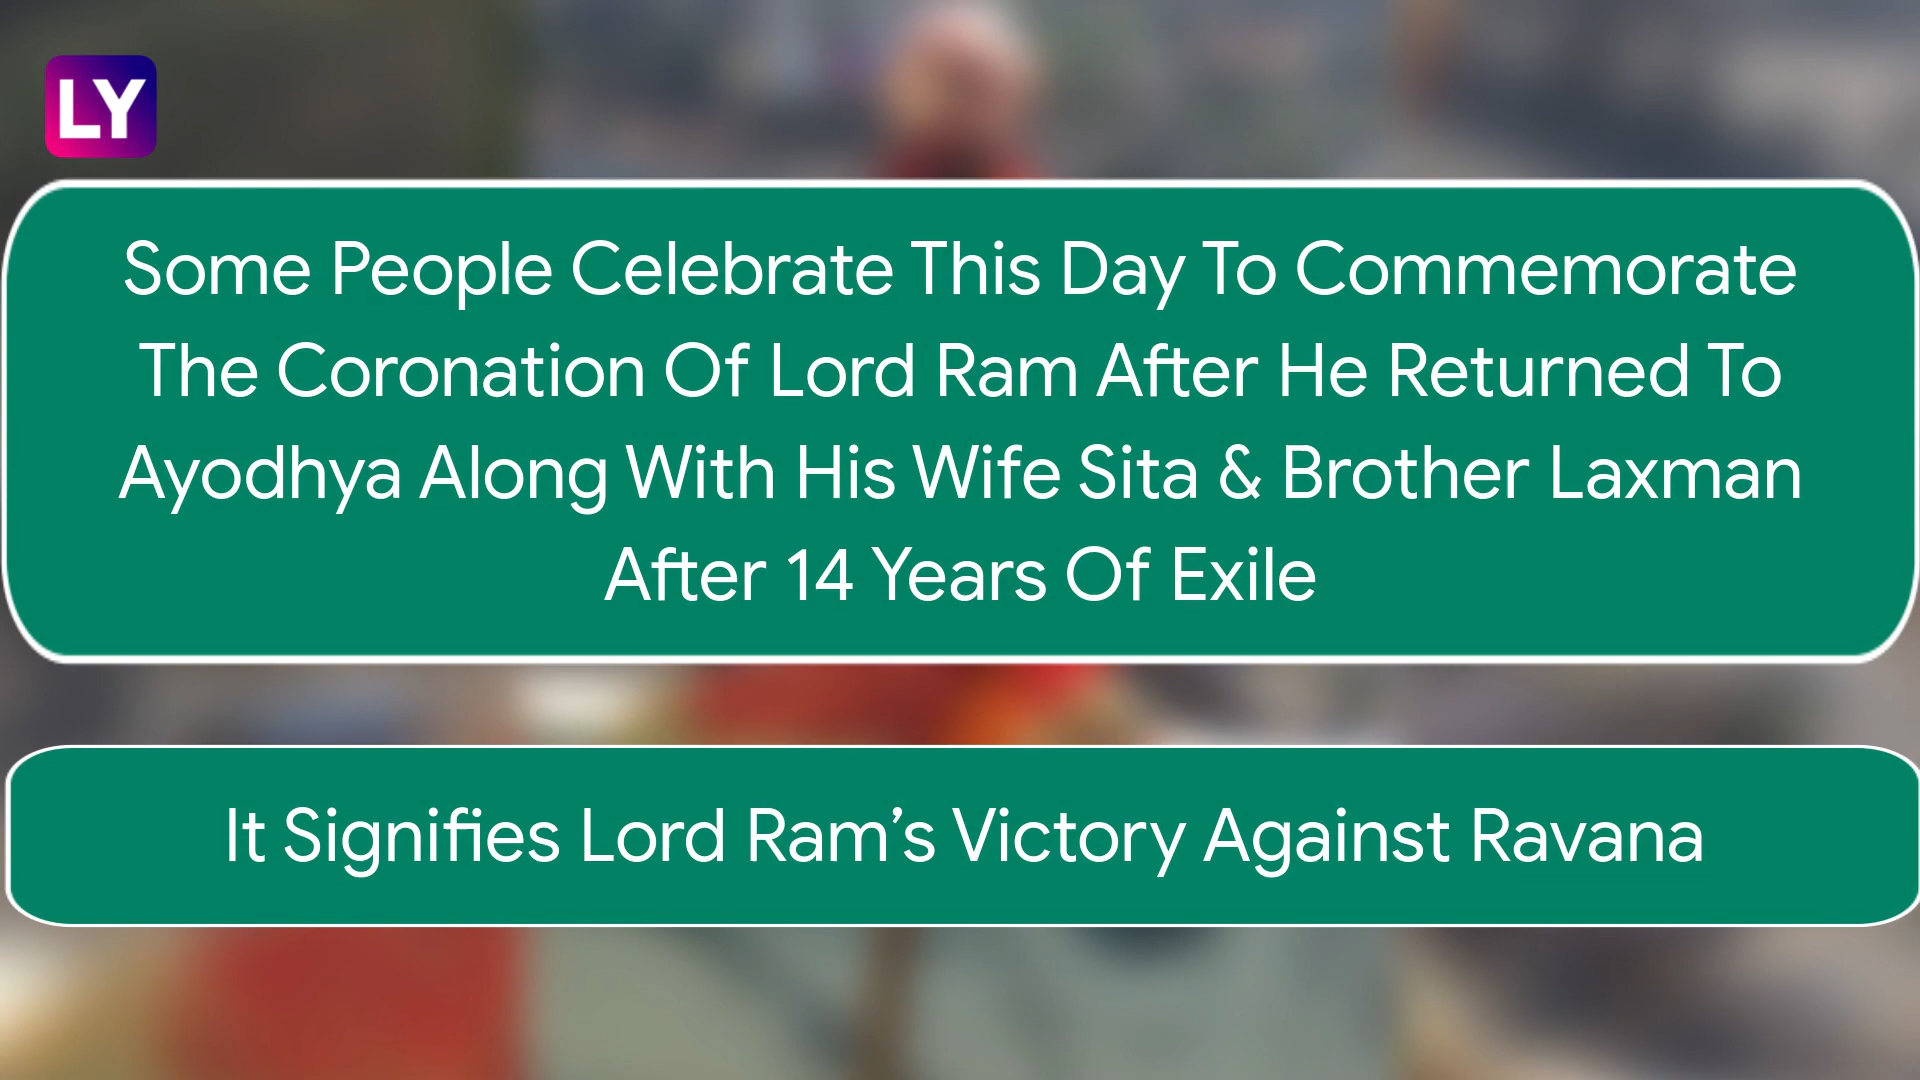 LY
Some People Celebrate This Day To Commemorate
The Coronation Of Lord Ram After He Returned To
Ayodhya Along With His Wife Sita & Brother Laxman
After 14 Years Of Exile
It Signifies Lord Ram’s Victory Against Ravana